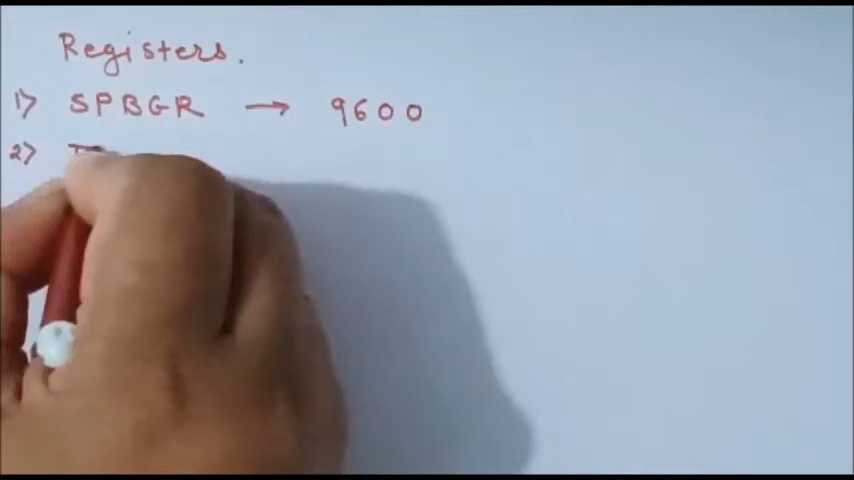 Registers.
1) SPBGR → 9600
2)